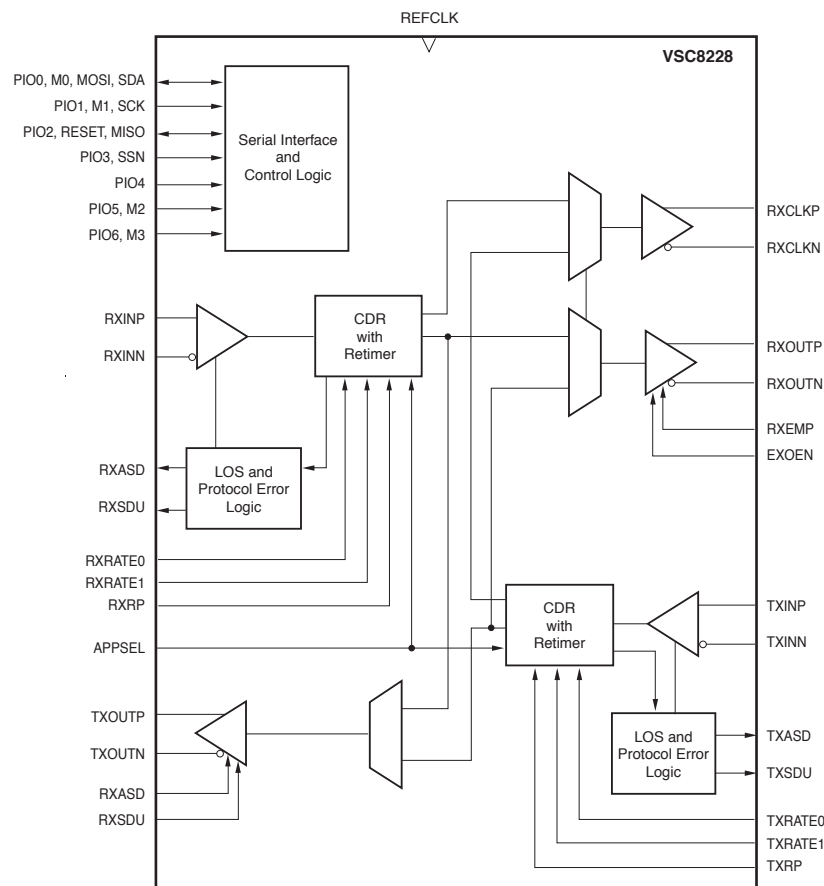 REFCLK
VSC8228
PIO0, M0, MOSI, SDA
PIO1, M1, SCK
PIO2, RESET, MISO
PIO3, SSN
PIO4
PIO5, M2
PIO6, M3
Serial Interface
and
Control Logic
RXCLKP
RXCLKN
RXINP
RXINN
CDR
with
Retimer
RXOUTP
RXOUTN
RXEMP
EXOEN
RXASD
RXSDU
LOS and
Protocol Error
Logic
RXRATE0
RXRATE1
RXRP
APPSEL
CDR
with
Retimer
TXINP
TXINN
TXOUTP
TXOUTN
RXASD
RXSDU
LOS and
Protocol Error
Logic
TXASD
TXSDU
TXRATE0
TXRATE1
TXRP